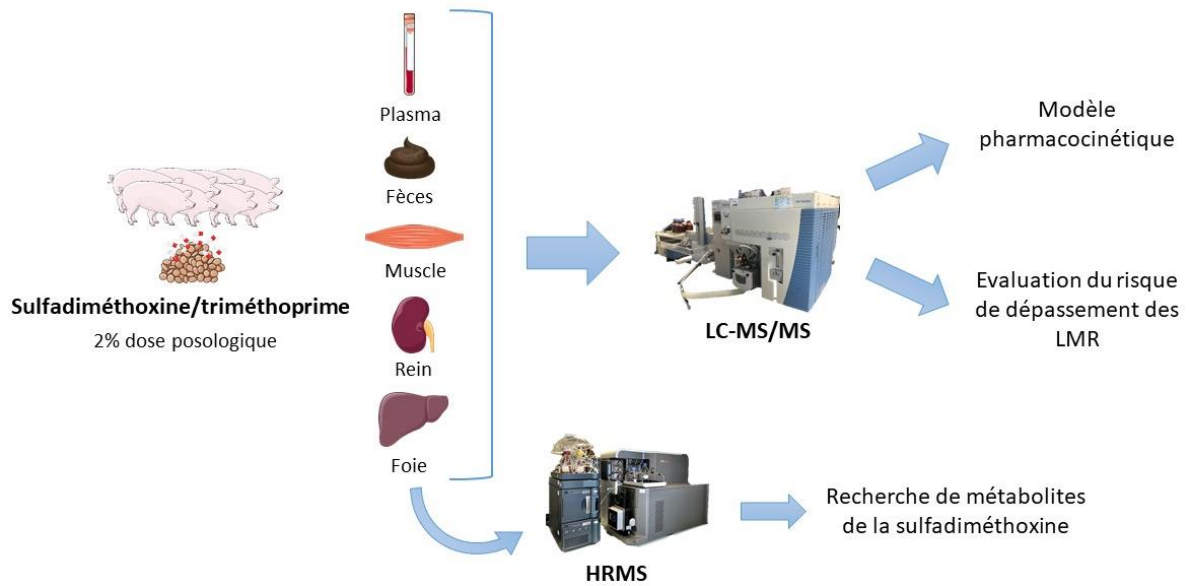 Plasma
Fèces
Muscle
Rein
Foie
Sulfadiméthoxine/triméthoprime
2% dose posologique
LC-MS/MS
HRMS
Modèle
pharmacocinétique
Evaluation du risque
de dépassement des
LMR
Recherche de métabolites
de la sulfadiméthoxine